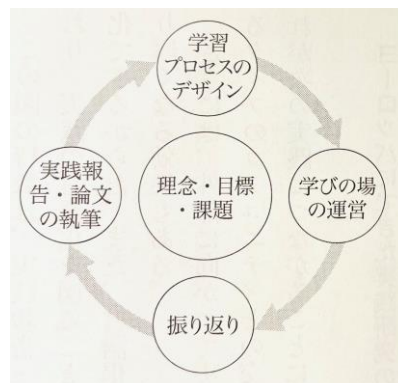 学習
プロセスの
デザイン
実践報
告・論文
の執筆
理念・目標
・課題
学びの場
の運営
振り返り